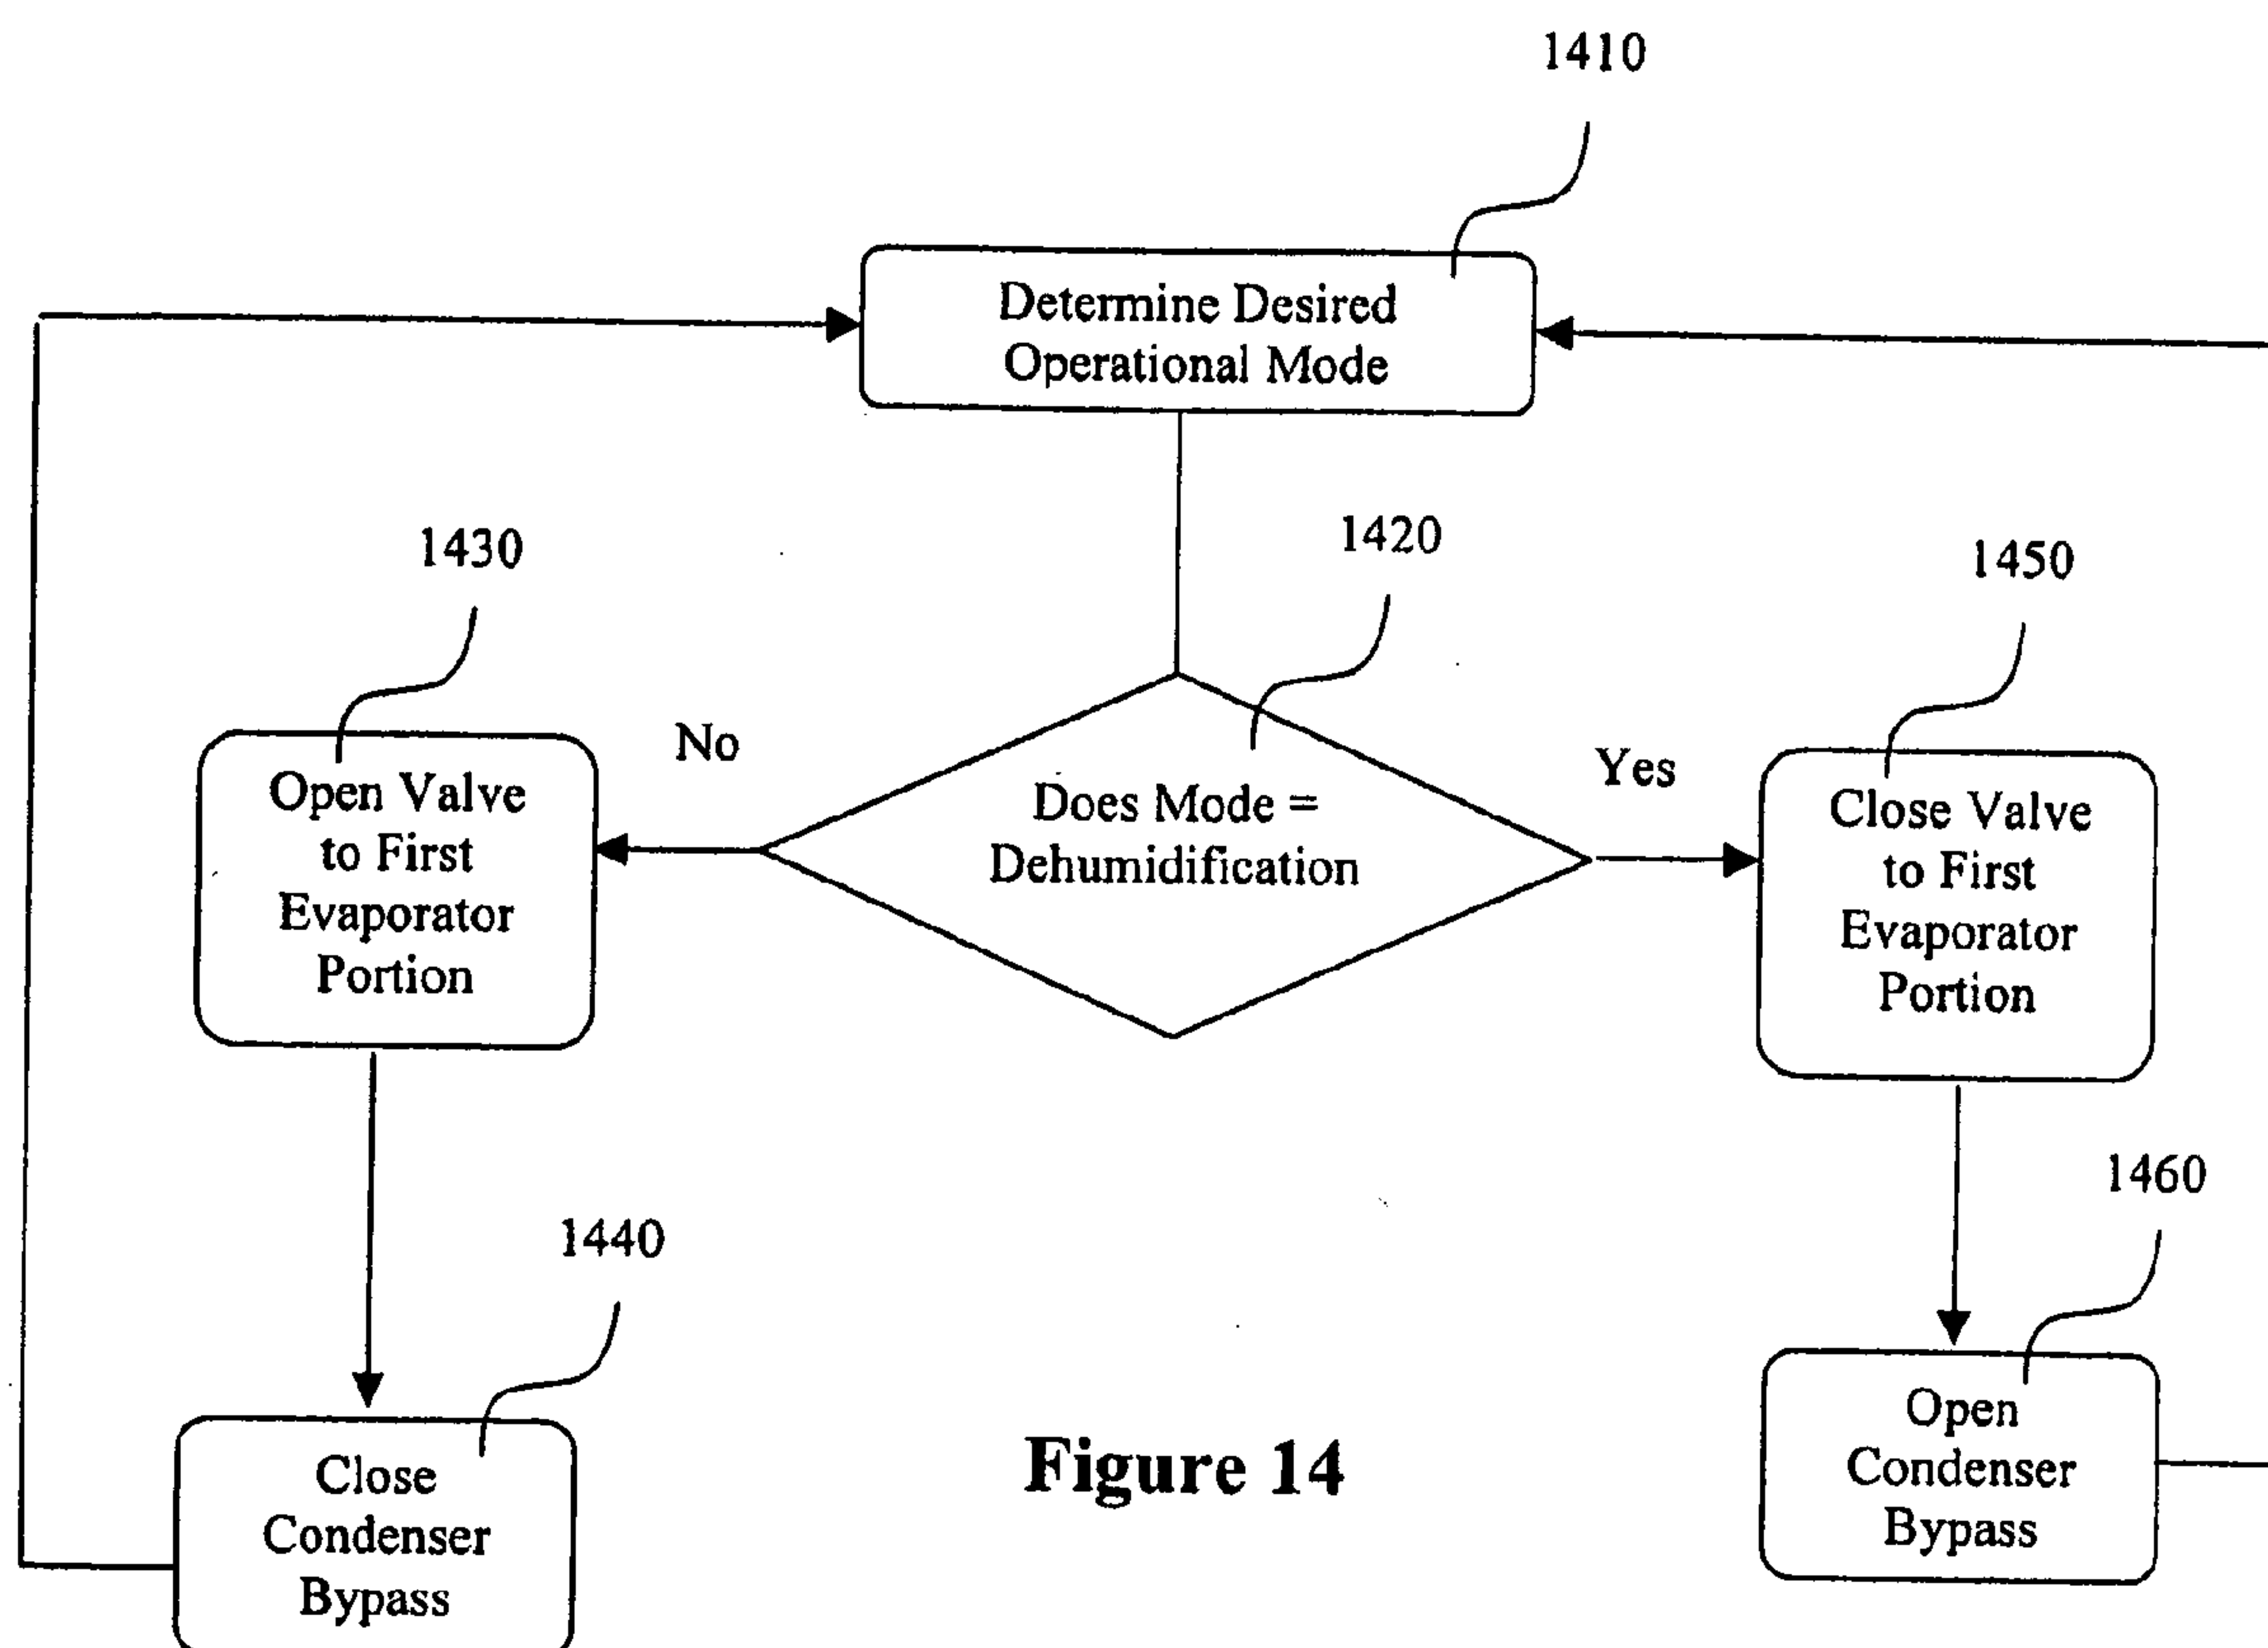 1410
Determine Desired
Operational Mode
1430
1420
1450
No
Yes
Open Valve
to First
Evaporator
Portion
Does Mode =
Dehumidification
Close Valve
to First
Evaporator
Portion
1440
1460
Close
Condenser
Bypass
Figure 14
Open
Condenser
Bypass